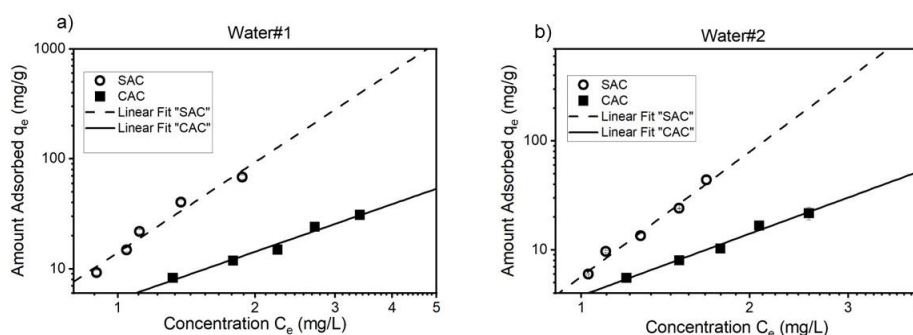 a)
Water#1
1000
100
10
SAC
CAC
Linear Fit "SAC"
Linear Fit "CAC"
Amount Adsorbed qe (mg/g)
1
2
3
4
5
Concentration Ce (mg/L)
b)
Water#2
100
10
SAC
CAC
Linear Fit "SAC"
Linear Fit "CAC"
Amount Adsorbed qe (mg/g)
1
2
3
Concentration Ce (mg/L)